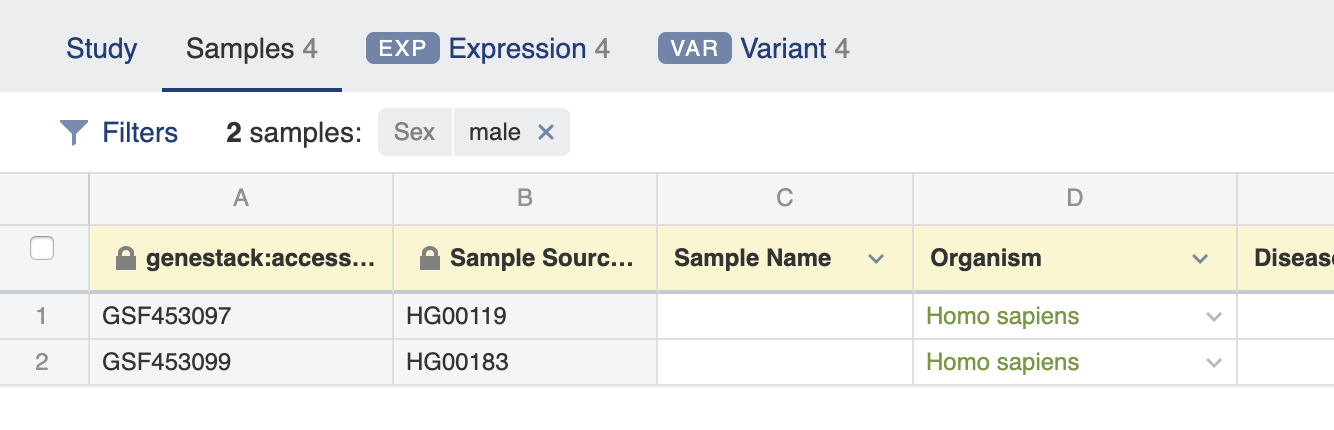 Study Samples 4 EXP Expression 4 VAR Variant 4
Filters 2 samples: Sex male ×
A B C D
genestack:access... Sample Sourc... Sample Name Organism Diseas
1 GSF453097 HG00119 Homo sapiens
2 GSF453099 HG00183 Homo sapiens